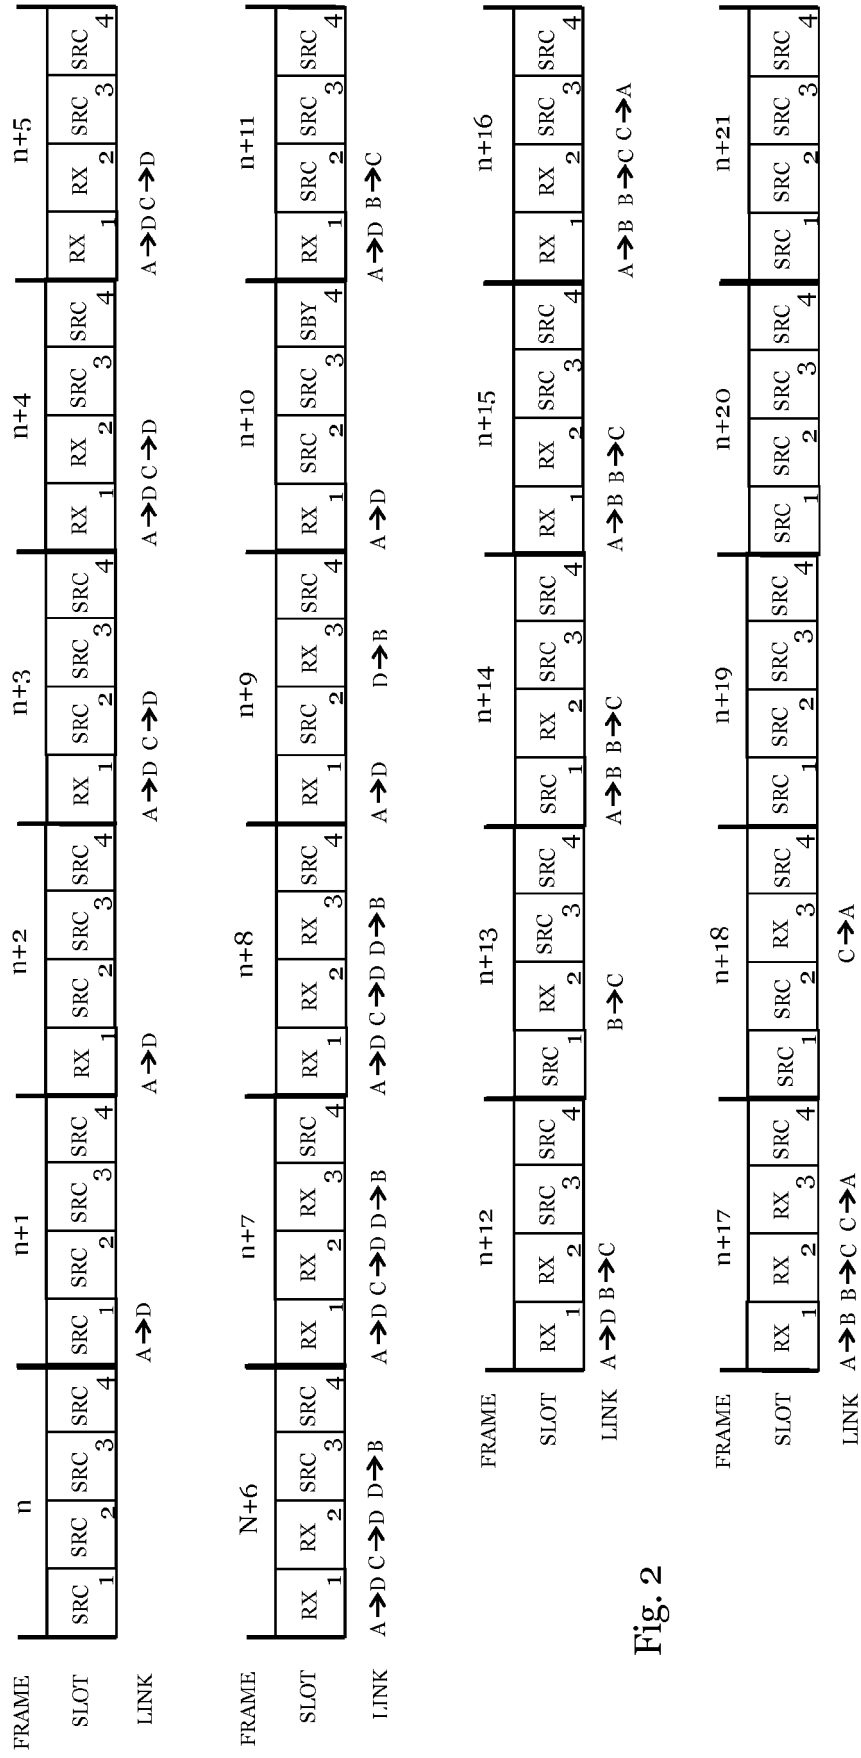 FRAME n n+1 n+2 n+3 n+4 n+5
SLOT SRC 1 SRC 2 SRC 3 SRC 4 SRC 1 SRC 2 SRC 3 SRC 4 RX 1 SRC 2 SRC 3 SRC 4 RX 1 SRC 2 SRC 3 SRC 4 RX 1 RX 2 SRC 3 SRC 4 RX 1 RX 2 SRC 3 SRC 4
LINK A→D A→D A→D C→D A→D C→D A→D C→D
FRAME N+6 n+7 n+8 n+9 n+10 n+11
SLOT RX 1 RX 2 SRC 3 SRC 4 RX 1 RX 2 RX 3 SRC 4 RX 1 RX 2 RX 3 SRC 4 RX 1 SRC 2 RX 3 SRC 4 RX 1 SRC 2 SRC 3 SBY 4 RX 1 SRC 2 SRC 3 SRC 4
LINK A→D C→D D→B A→D C→D D→B A→D C→D D→B A→D D→B A→D A→D B→C
FRAME n+12 n+13 n+14 n+15 n+16
SLOT RX 1 RX 2 SRC 3 SRC 4 SRC 1 RX 2 SRC 3 SRC 4 SRC 1 RX 2 SRC 3 SRC 4 RX 1 RX 2 SRC 3 SRC 4 RX 1 RX 2 SRC 3 SRC 4
LINK A→D B→C B→C A→B B→C A→B B→C A→B B→C C→A
FRAME n+17 n+18 n+19 n+20 n+21
SLOT RX 1 RX 2 RX 3 SRC 4 SRC 1 SRC 2 RX 3 SRC 4 SRC 1 SRC 2 SRC 3 SRC 4 SRC 1 SRC 2 SRC 3 SRC 4 SRC 1 SRC 2 SRC 3 SRC 4
LINK A→B B→C C→A C→A
Fig. 2